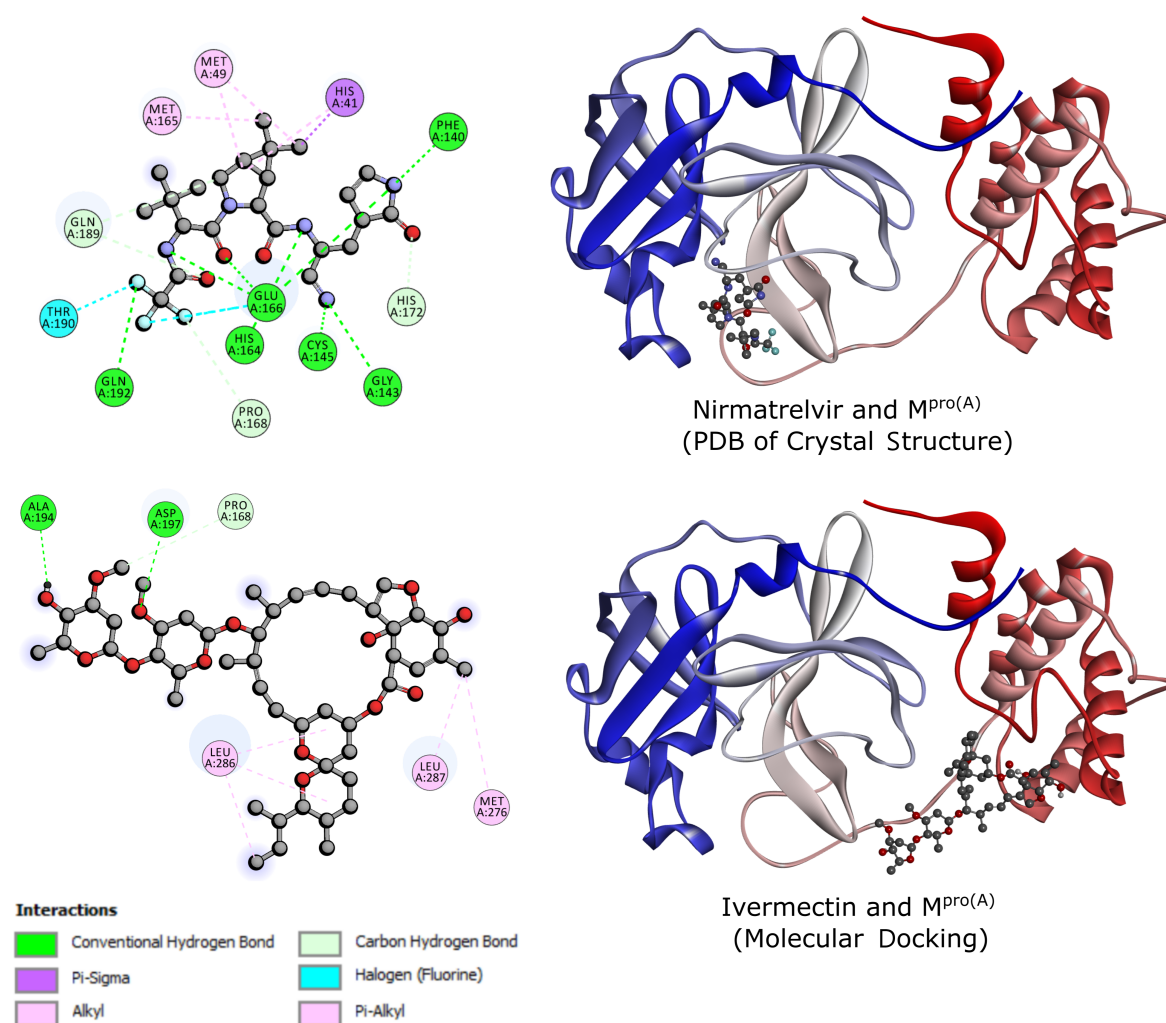 MET
A:49
HIS
A:41
MET
A:165
PHE
A:140
GLN
A:189
THR
A:190
GLU
A:166
HIS
A:172
HIS
A:164
CYS
A:145
GLN
A:192
GLY
A:143
PRO
A:168
Nirmatrelvir and Mpro(A)
(PDB of Crystal Structure)
ALA
A:194
ASP
A:197
PRO
A:168
LEU
A:286
LEU
A:287
MET
A:276
Ivermectin and Mpro(A)
(Molecular Docking)
Interactions
Conventional Hydrogen Bond
Carbon Hydrogen Bond
Pi-Sigma
Halogen (Fluorine)
Alkyl
Pi-Alkyl